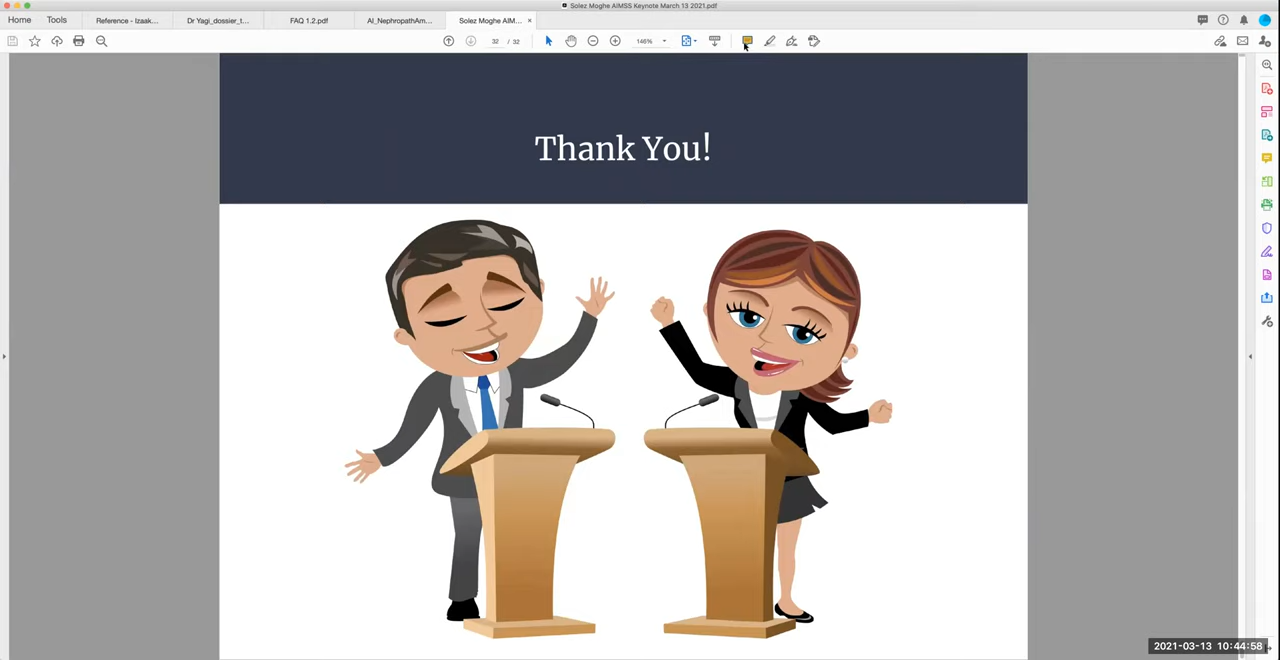 Solez Moghe AIMSS Keynote March 13 2021.pdf
Home Tools Reference - Izaak... Dr Yagi_dossier_t... FAQ 1.2.pdf AI_NephropathAm... Solez Moghe AIM... ×
32 / 32 146%
Thank You!
2021-03-13 10:44:58